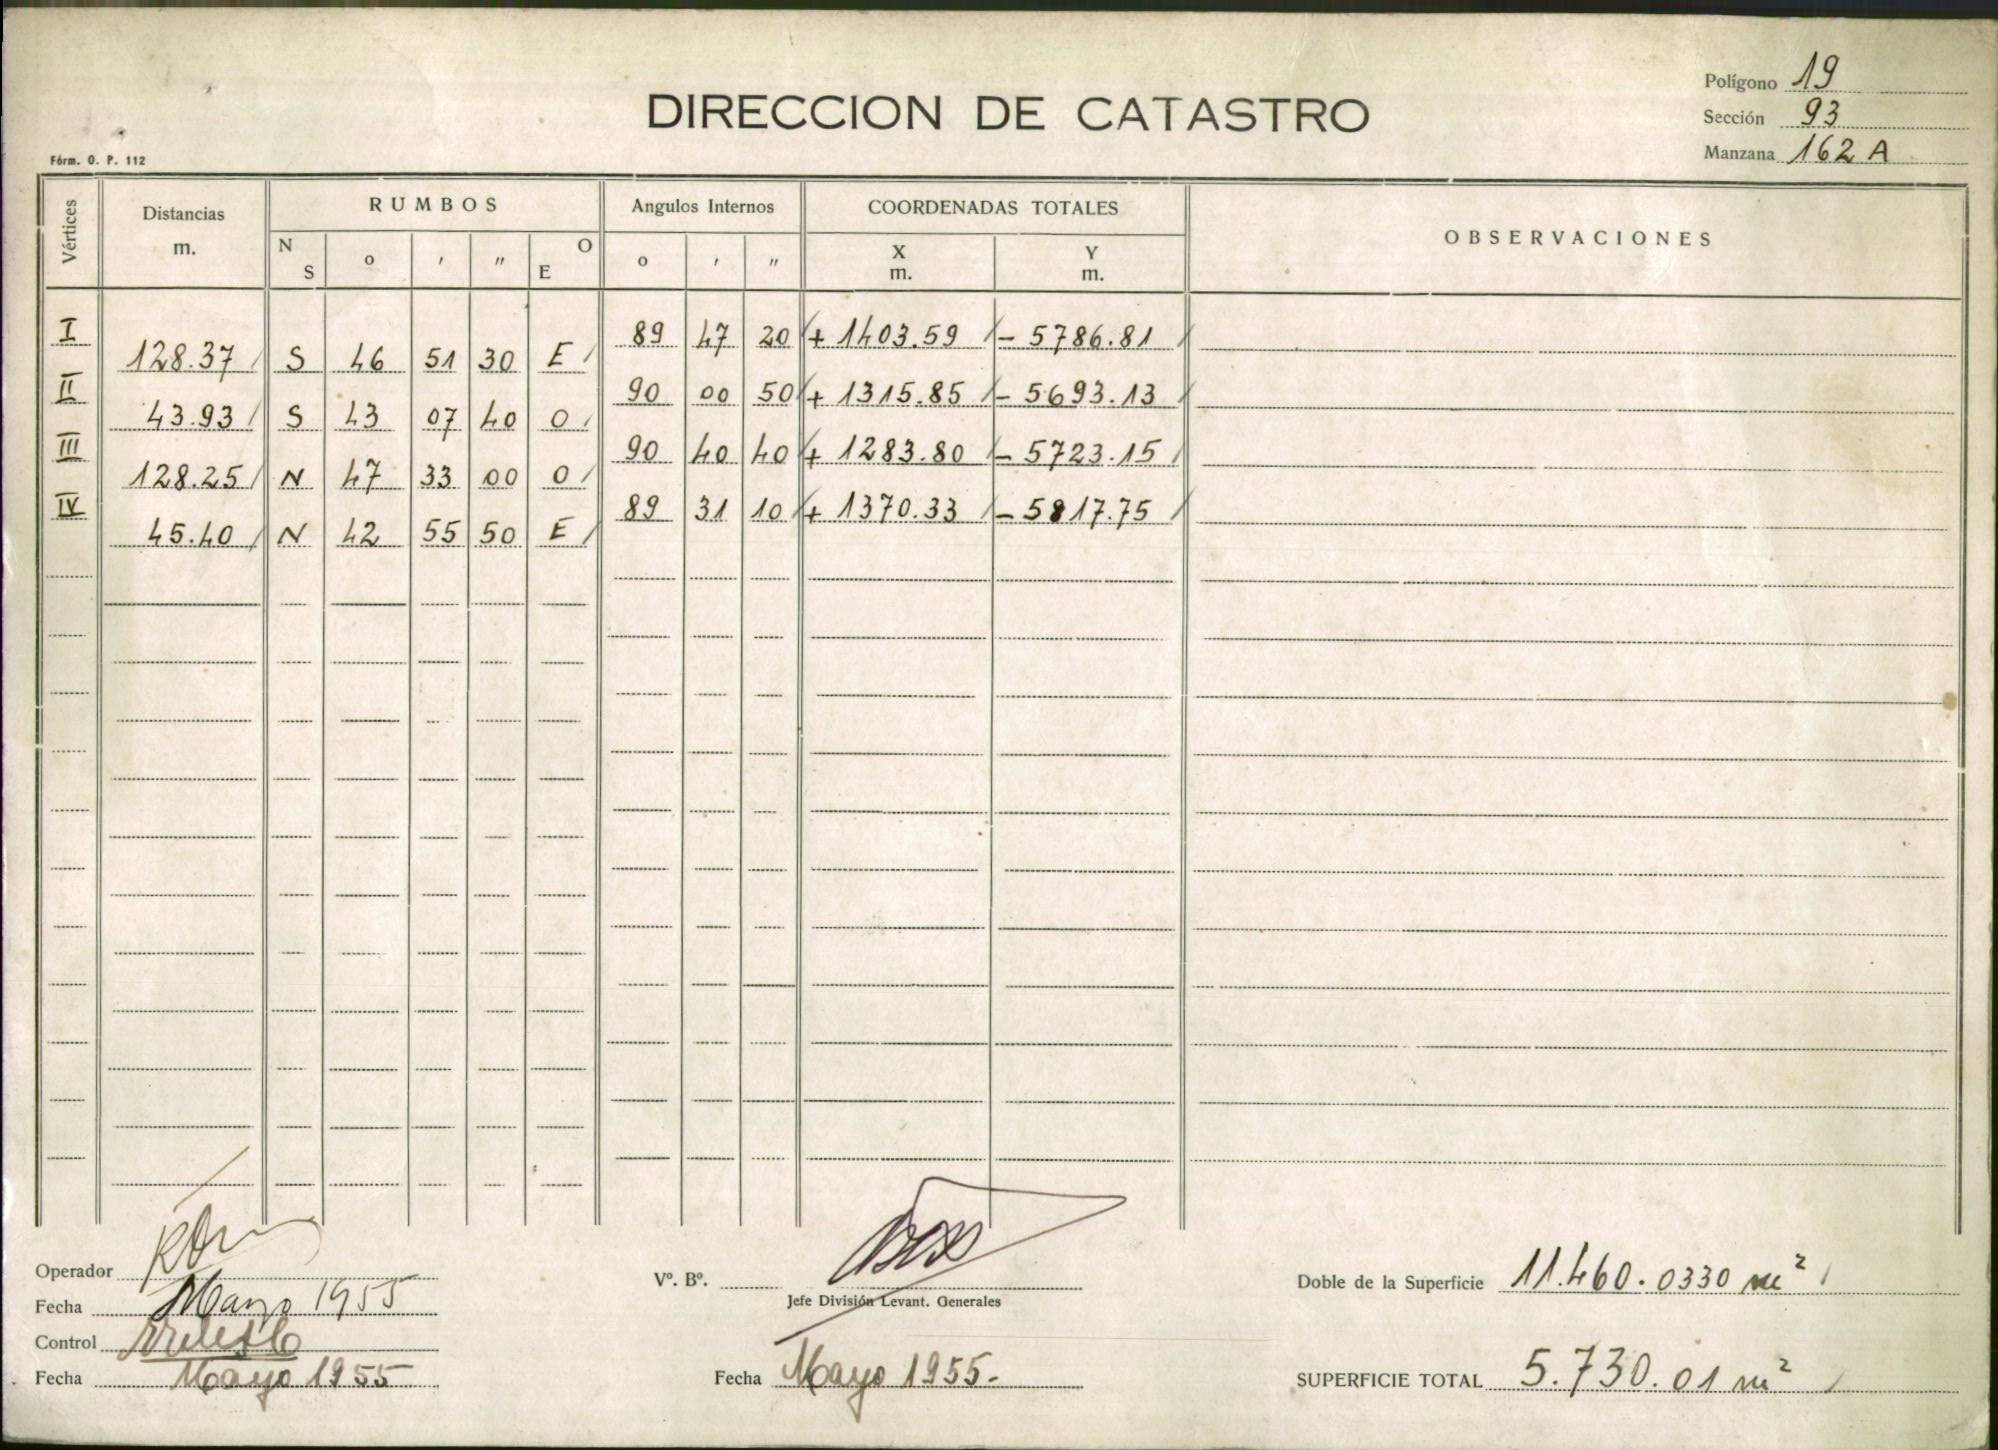 Polígono 19
DIRECCION DE CATASTRO
Sección 93
Manzana 162 A
Fórm. O. P. 112
Vértices Distancias m. RUMBOS Angulos Internos COORDENADAS TOTALES OBSERVACIONES
N S o ' " O E o ' " X m. Y m.
I 89 47 20 + 1403.59 - 5786.81
128.37 S 46 51 30 E
II 90 00 50 + 1315.85 - 5693.13
43.93 S 43 07 40 O
III 90 40 40 + 1283.80 - 5723.15
128.25 N 47 33 00 O
IV 89 31 10 + 1370.33 - 5817.75
45.40 N 42 55 50 E
Operador
Vº. Bº.
Doble de la Superficie 11.460.0330 m²
Jefe División Levant. Generales
Fecha Mayo 1955
Control
Fecha Mayo 1955
Fecha Mayo 1955.-
SUPERFICIE TOTAL 5.730.01 m²